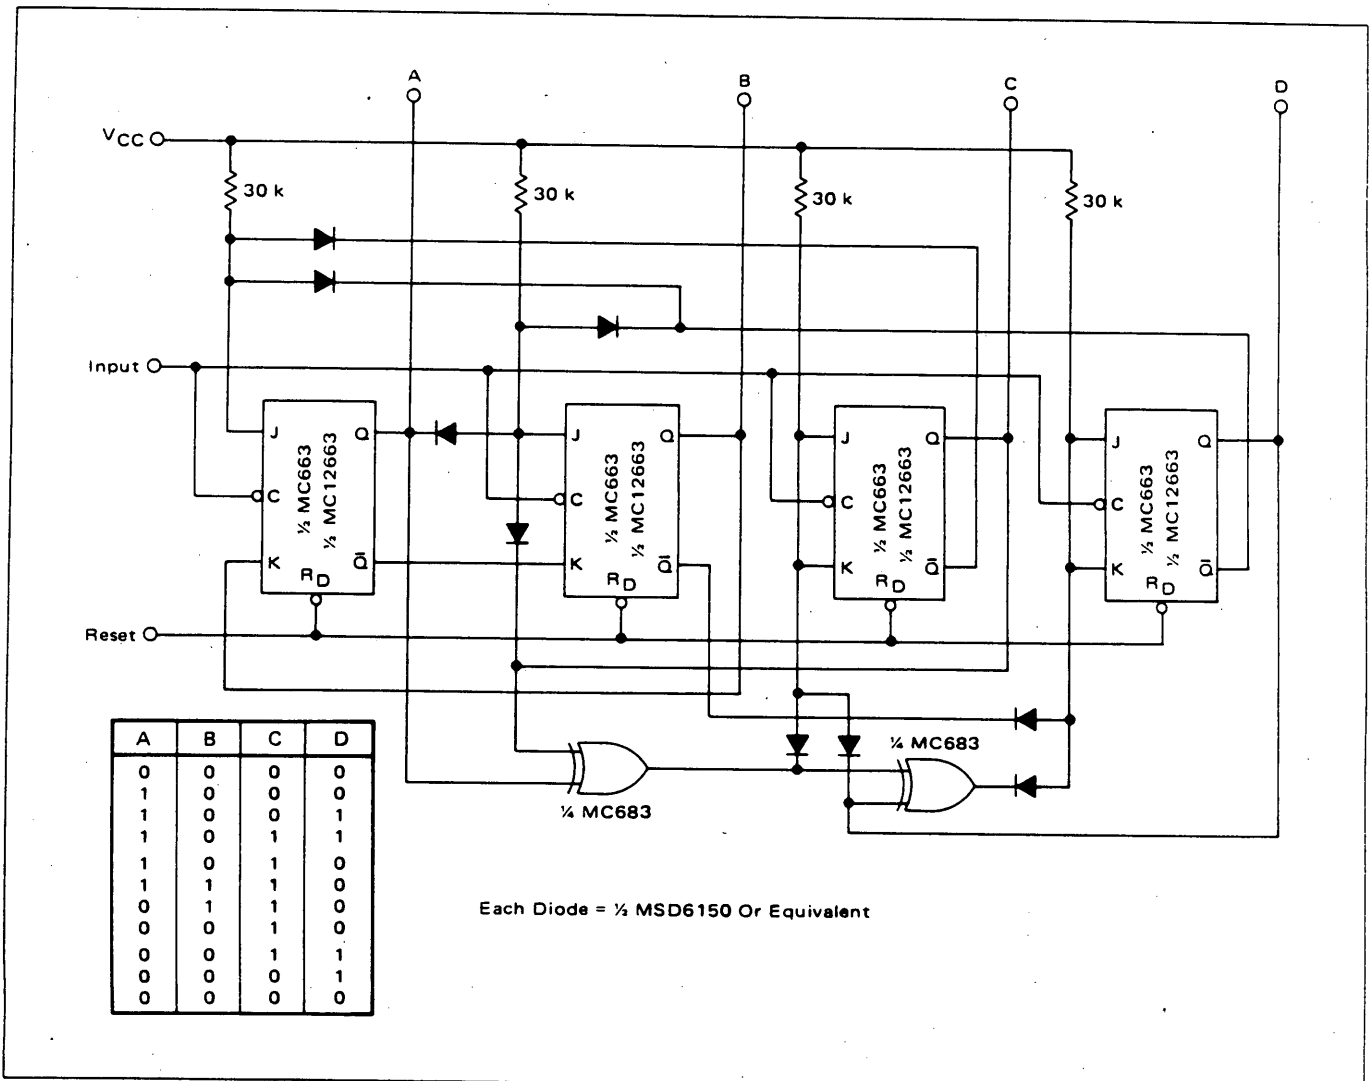 A
B
C
D
VCC
30 k
30 k
30 k
30 k
Input
J
Q
C
K
Q̅
RD
½ MC663
½ MC12663
J
Q
C
K
Q̅
RD
½ MC663
½ MC12663
J
Q
C
K
Q̅
RD
½ MC663
½ MC12663
J
Q
C
K
Q̅
RD
½ MC663
½ MC12663
Reset
¼ MC683
¼ MC683
A B C D
0 0 0 0
1 0 0 0
1 0 0 1
1 0 1 1
1 0 1 0
1 1 1 0
0 1 1 0
0 0 1 0
0 0 1 1
0 0 0 1
0 0 0 0
Each Diode = ½ MSD6150 Or Equivalent